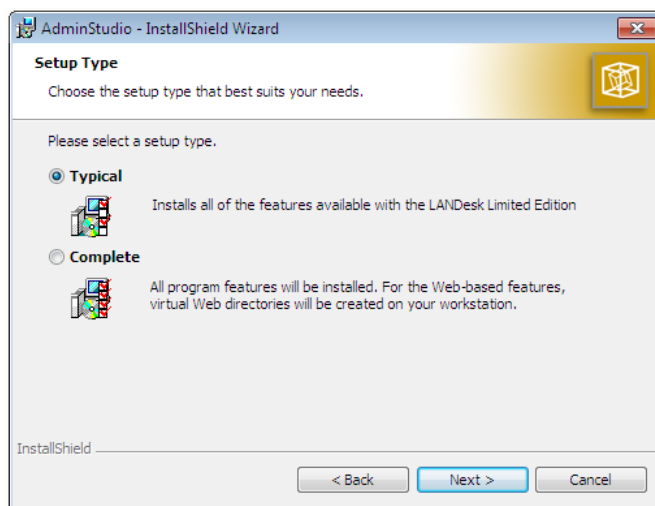 AdminStudio - InstallShield Wizard
Setup Type
Choose the setup type that best suits your needs.
Please select a setup type.
Typical
Installs all of the features available with the LANDesk Limited Edition
Complete
All program features will be installed. For the Web-based features,
virtual Web directories will be created on your workstation.
InstallShield
< Back
Next >
Cancel